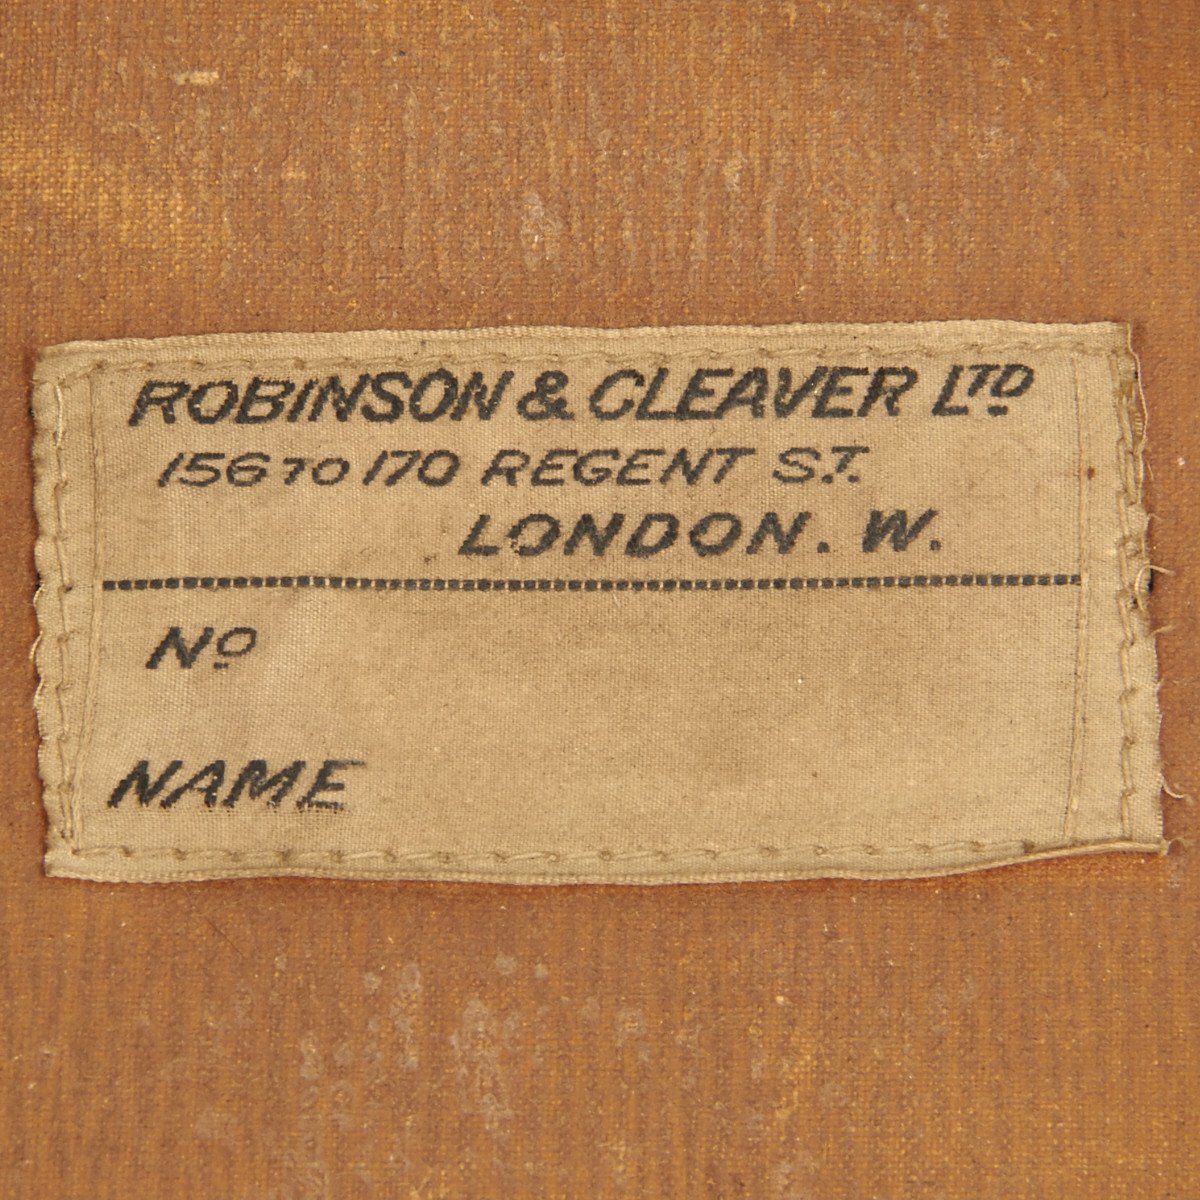 ROBINSON & CLEAVER LTD.
156 TO 170 REGENT ST.
LONDON. W.
No
NAME